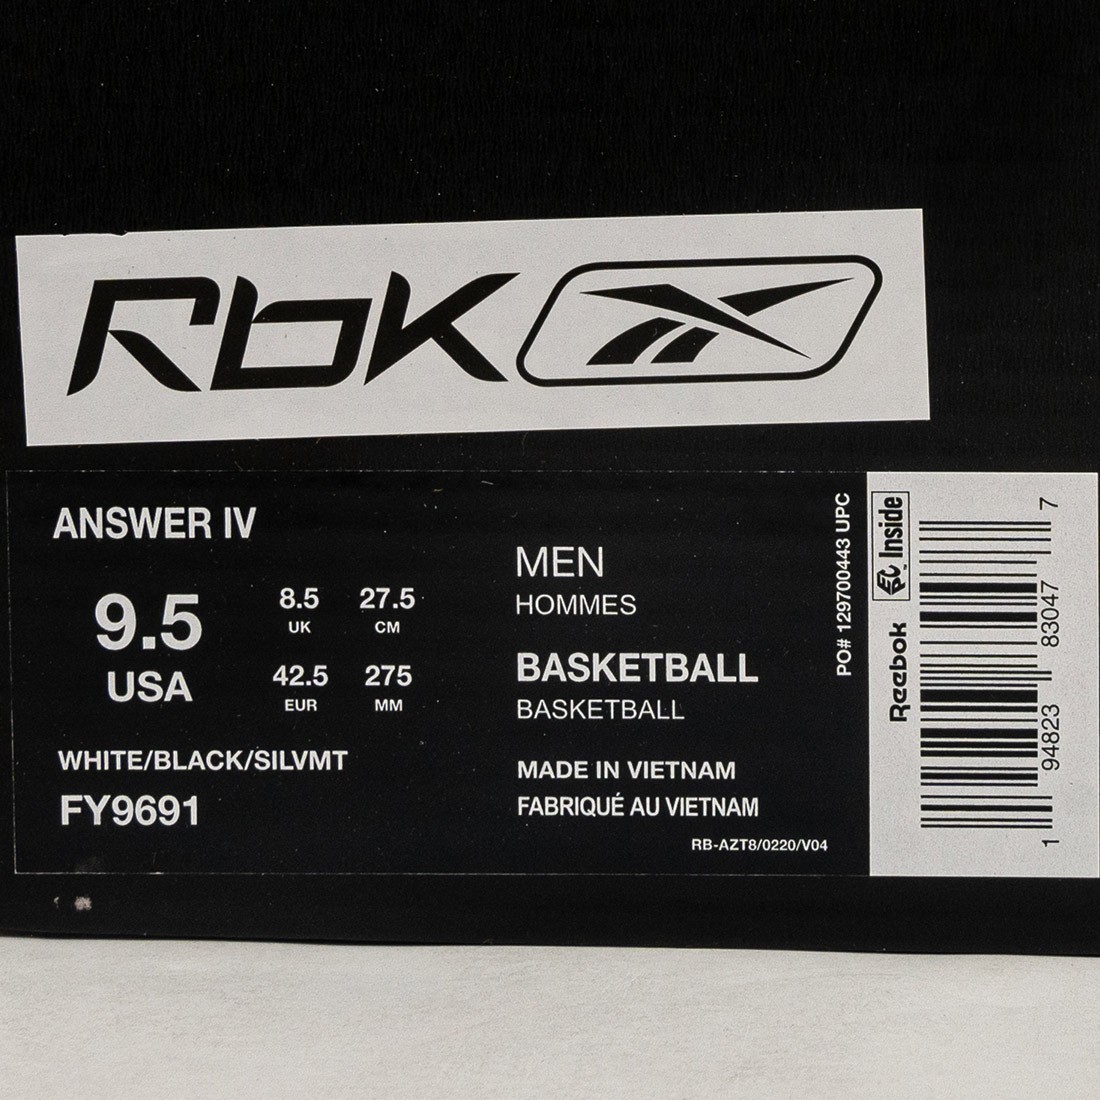 Rbk
ANSWER IV
9.5
USA
8.5
UK
27.5
CM
42.5
EUR
275
MM
WHITE/BLACK/SILVMT
FY9691
MEN
HOMMES
BASKETBALL
BASKETBALL
MADE IN VIETNAM
FABRIQUÉ AU VIETNAM
RB-AZT8/0220/V04
PO# 129700443 UPC
Reebok
EPC Inside
1 94823 83047 7